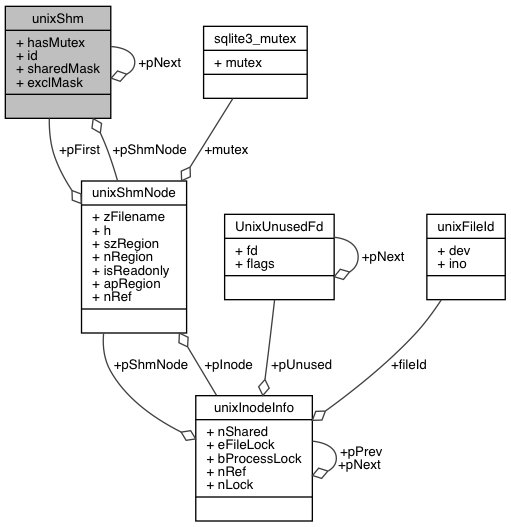 unixShm
+ hasMutex
+ id
+ sharedMask
+ exclMask
+pNext
sqlite3_mutex
+ mutex
+pFirst
+pShmNode
+mutex
unixShmNode
+ zFilename
+ h
+ szRegion
+ nRegion
+ isReadonly
+ apRegion
+ nRef
UnixUnusedFd
+ fd
+ flags
+pNext
unixFileId
+ dev
+ ino
+pShmNode
+pInode
+pUnused
+fileId
unixInodeInfo
+ nShared
+ eFileLock
+ bProcessLock
+ nRef
+ nLock
+pPrev
+pNext